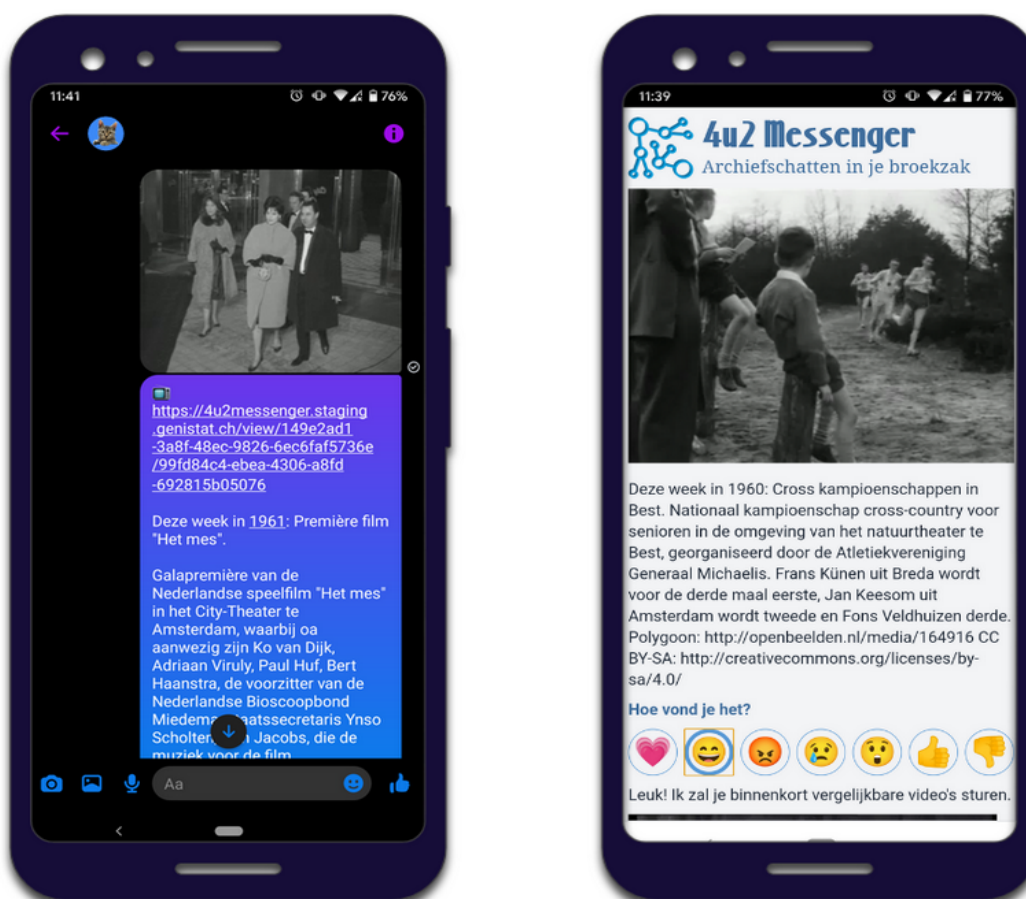 11:41
76%
https://4u2messenger.staging
.genistat.ch/view/149e2ad1
-3a8f-48ec-9826-6ec6faf5736e
/99fd84c4-ebea-4306-a8fd
-692815b05076
Deze week in 1961: Première film
"Het mes".
Galapremière van de
Nederlandse speelfilm "Het mes"
in het City-Theater te
Amsterdam, waarbij oa
aanwezig zijn Ko van Dijk,
Adriaan Viruly, Paul Huf, Bert
Haanstra, de voorzitter van de
Nederlandse Bioscoopbond
Ynso
Jacobs, die de
muziek voor de film
Aa
11:39
77%
4u2 Messenger
Archiefschatten in je broekzak
Deze week in 1960: Cross kampioenschappen in
Best. Nationaal kampioenschap cross-country voor
senioren in de omgeving van het natuurtheater te
Best, georganiseerd door de Atletiekvereniging
Generaal Michaelis. Frans Künen uit Breda wordt
voor de derde maal eerste, Jan Keesom uit
Amsterdam wordt tweede en Fons Veldhuizen derde.
Polygoon: http://openbeelden.nl/media/164916 CC
BY-SA: http://creativecommons.org/licenses/by-
sa/4.0/
Hoe vond je het?
Leuk! Ik zal je binnenkort vergelijkbare video's sturen.